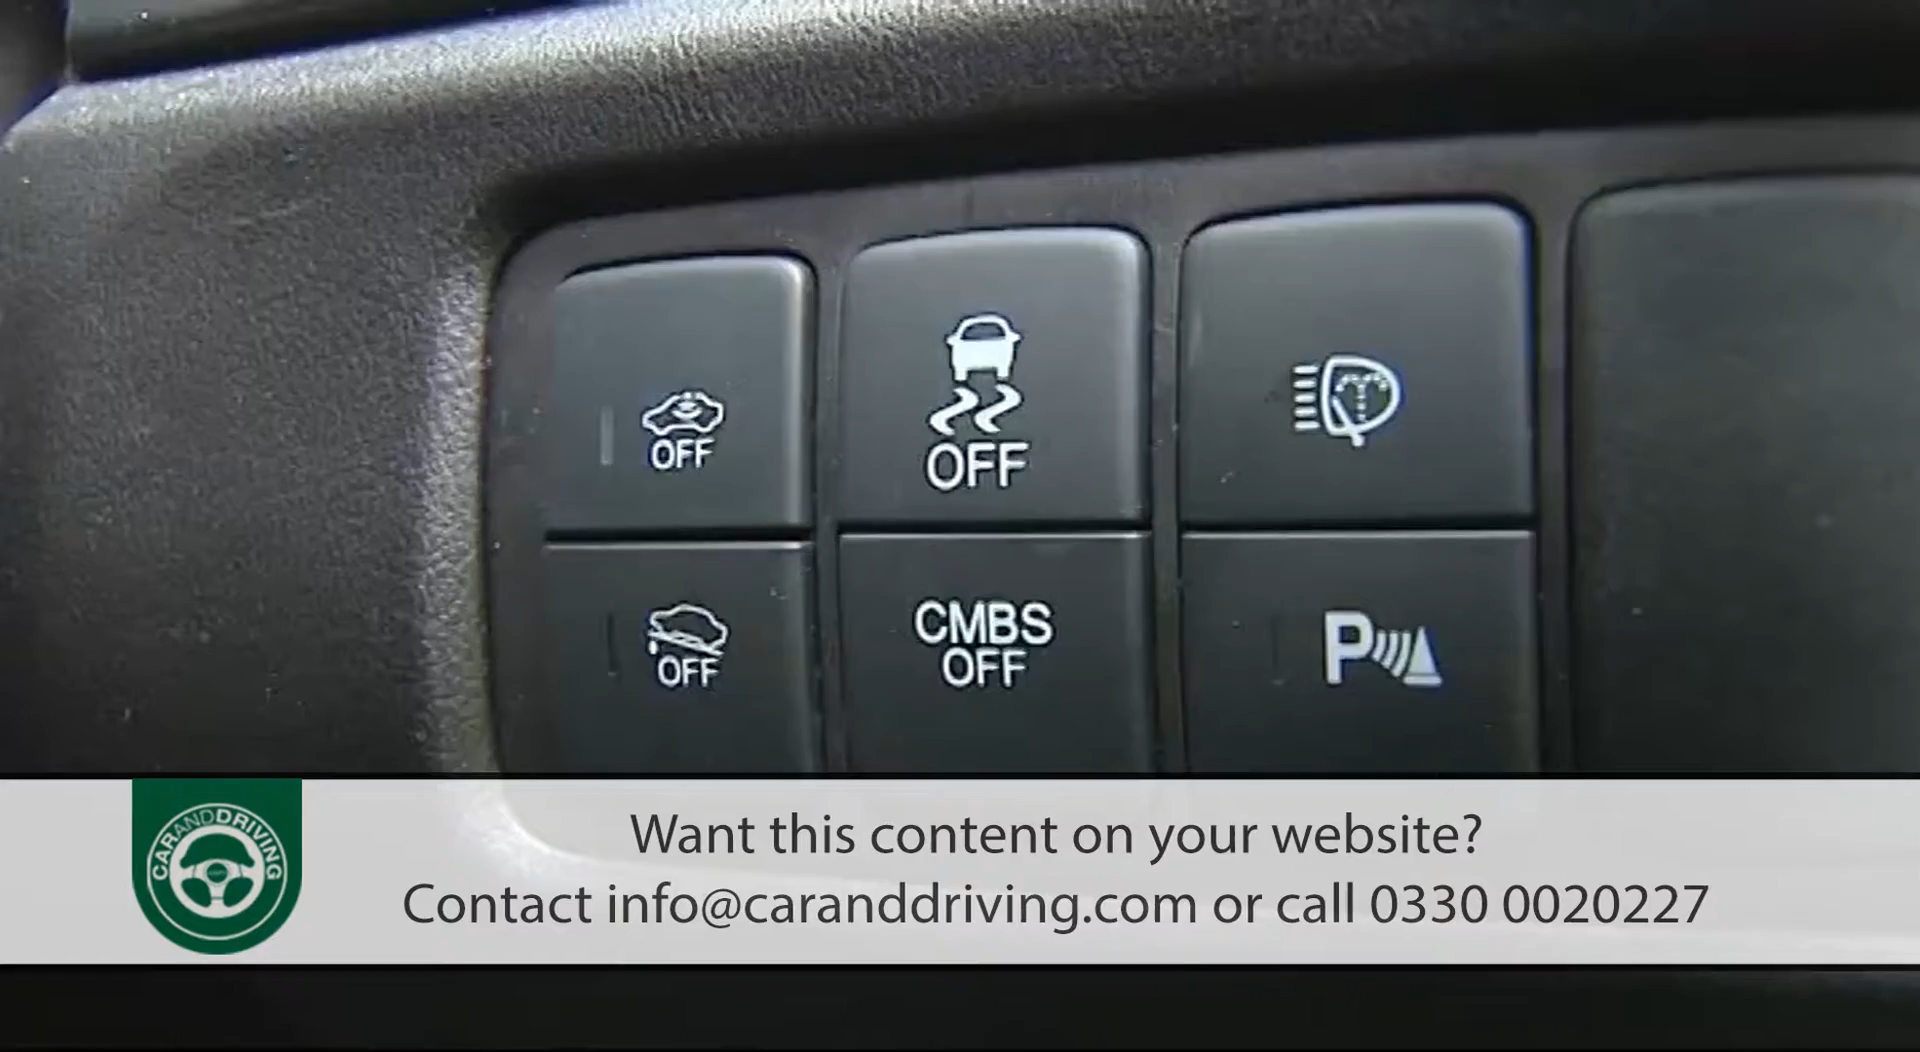 OFF
OFF
OFF
CMBS
OFF
P
CARANDDRIVING
Want this content on your website?
Contact info@caranddriving.com or call 0330 0020227